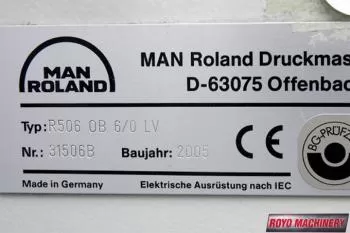 MAN
ROLAND
MAN Roland Druckmas
D-63075 Offenbac
Typ: R506 OB 6/0 LV
Nr.: 31506B
Baujahr: 2005
CE
BG-PRÜFZ
Made in Germany
Elektrische Ausrüstung nach IEC
ROYO MACHINERY